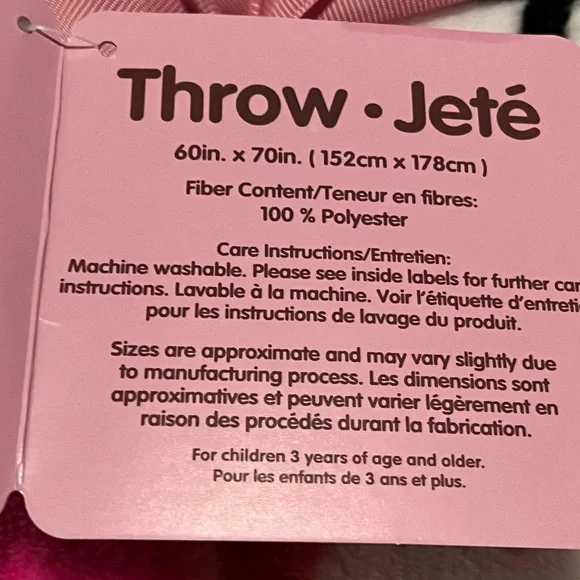 Throw • Jeté
60in. x 70in. ( 152cm x 178cm )
Fiber Content/Teneur en fibres:
100 % Polyester
Care Instructions/Entretien:
Machine washable. Please see inside labels for further car
instructions. Lavable à la machine. Voir l'étiquette d'entreti
pour les instructions de lavage du produit.
Sizes are approximate and may vary slightly due
to manufacturing process. Les dimensions sont
approximatives et peuvent varier légèrement en
raison des procédés durant la fabrication.
For children 3 years of age and older.
Pour les enfants de 3 ans et plus.